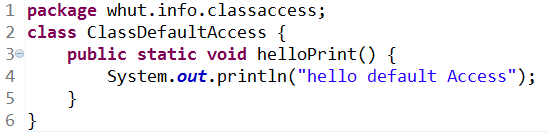 1 package whut.info.classaccess;
2 class ClassDefaultAccess {
3     public static void helloPrint() {
4         System.out.println("hello default Access");
5     }
6 }